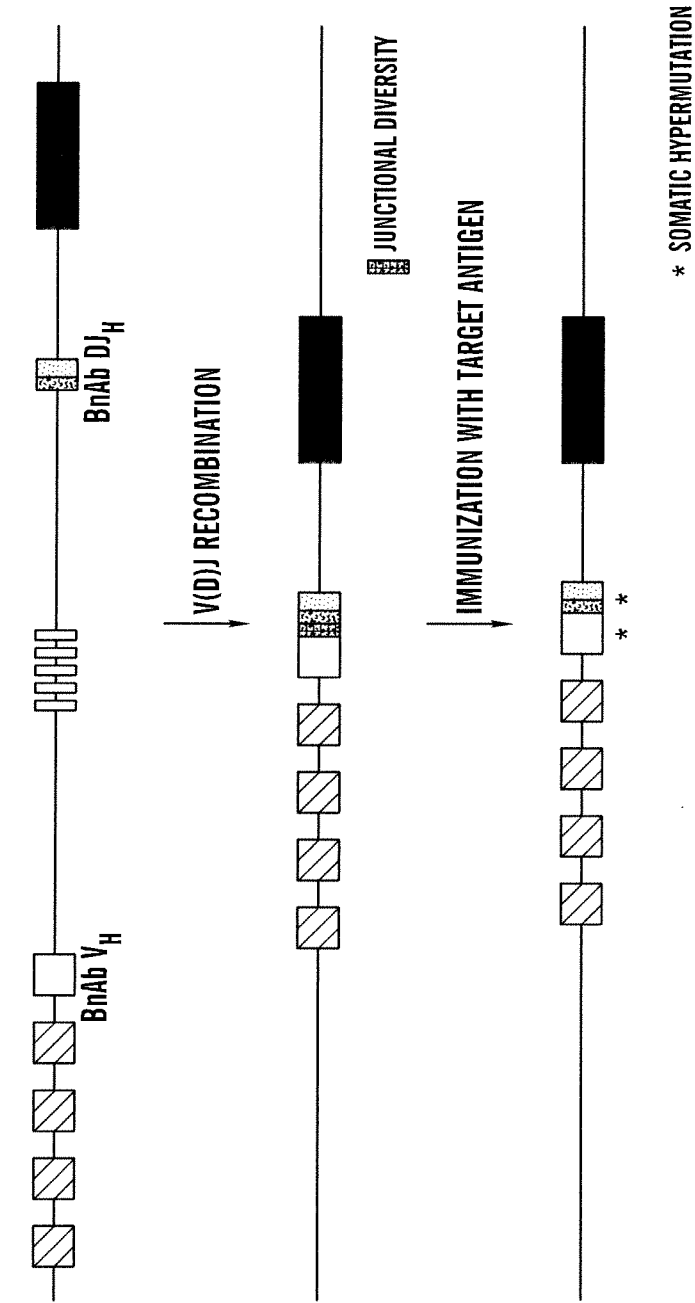 BnAb V_H
BnAb DJ_H
V(D)J RECOMBINATION
JUNCTIONAL DIVERSITY
IMMUNIZATION WITH TARGET ANTIGEN
* *
* SOMATIC HYPERMUTATION